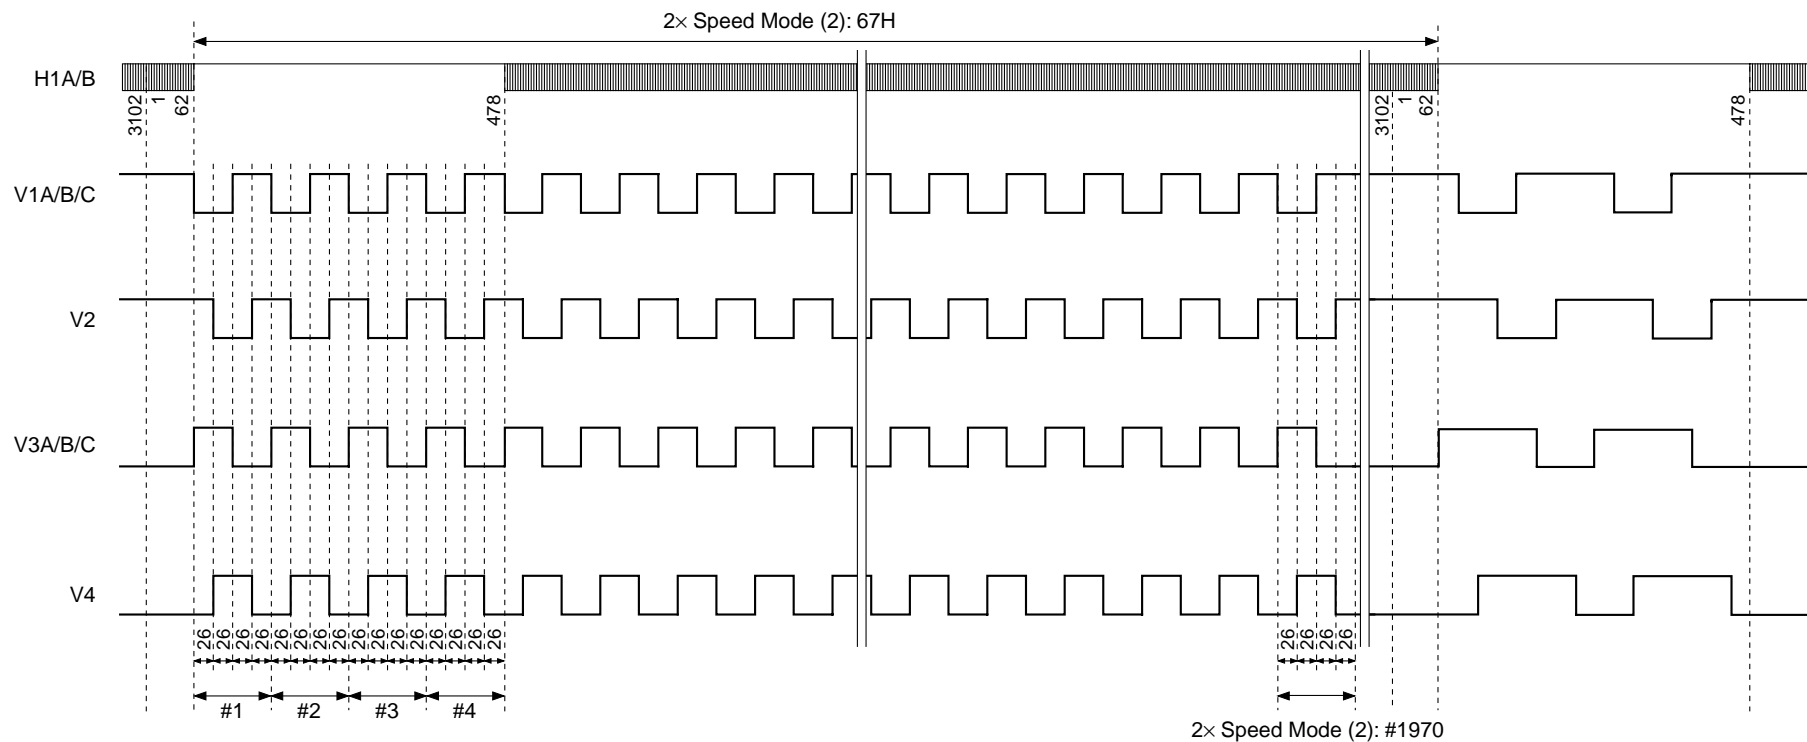 2× Speed Mode (2): 67H
H1A/B
3102
1
62
478
3102
1
62
478
V1A/B/C
V2
V3A/B/C
V4
26 26 26 26 26 26 26 26 26 26 26 26 26 26 26 26
26 26 26 26
#1 #2 #3 #4
2× Speed Mode (2): #1970